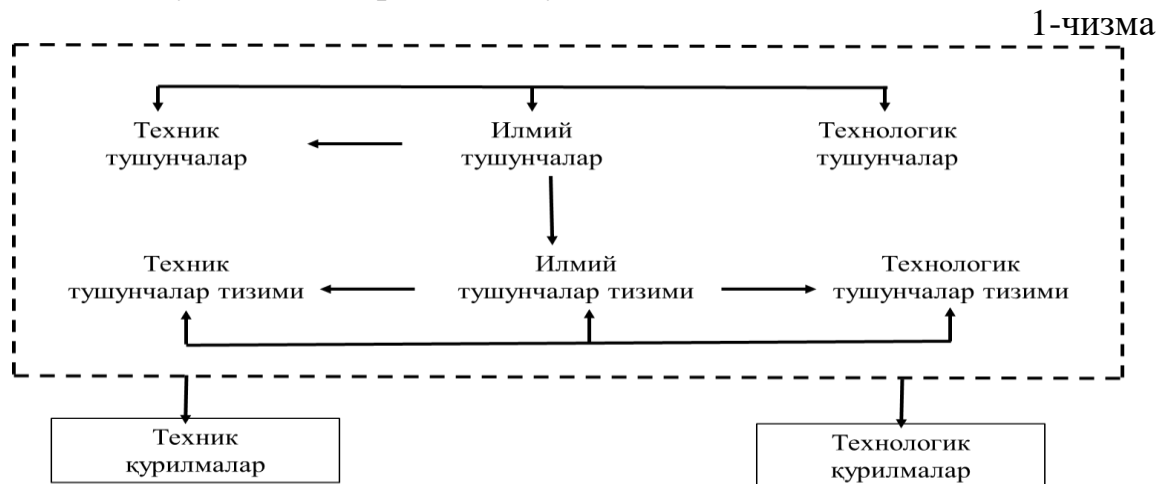 1-чизма
Техник
тушунчалар
Илмий
тушунчалар
Технологик
тушунчалар
Техник
тушунчалар тизими
Илмий
тушунчалар тизими
Технологик
тушунчалар тизими
Техник
қурилмалар
Технологик
қурилмалар